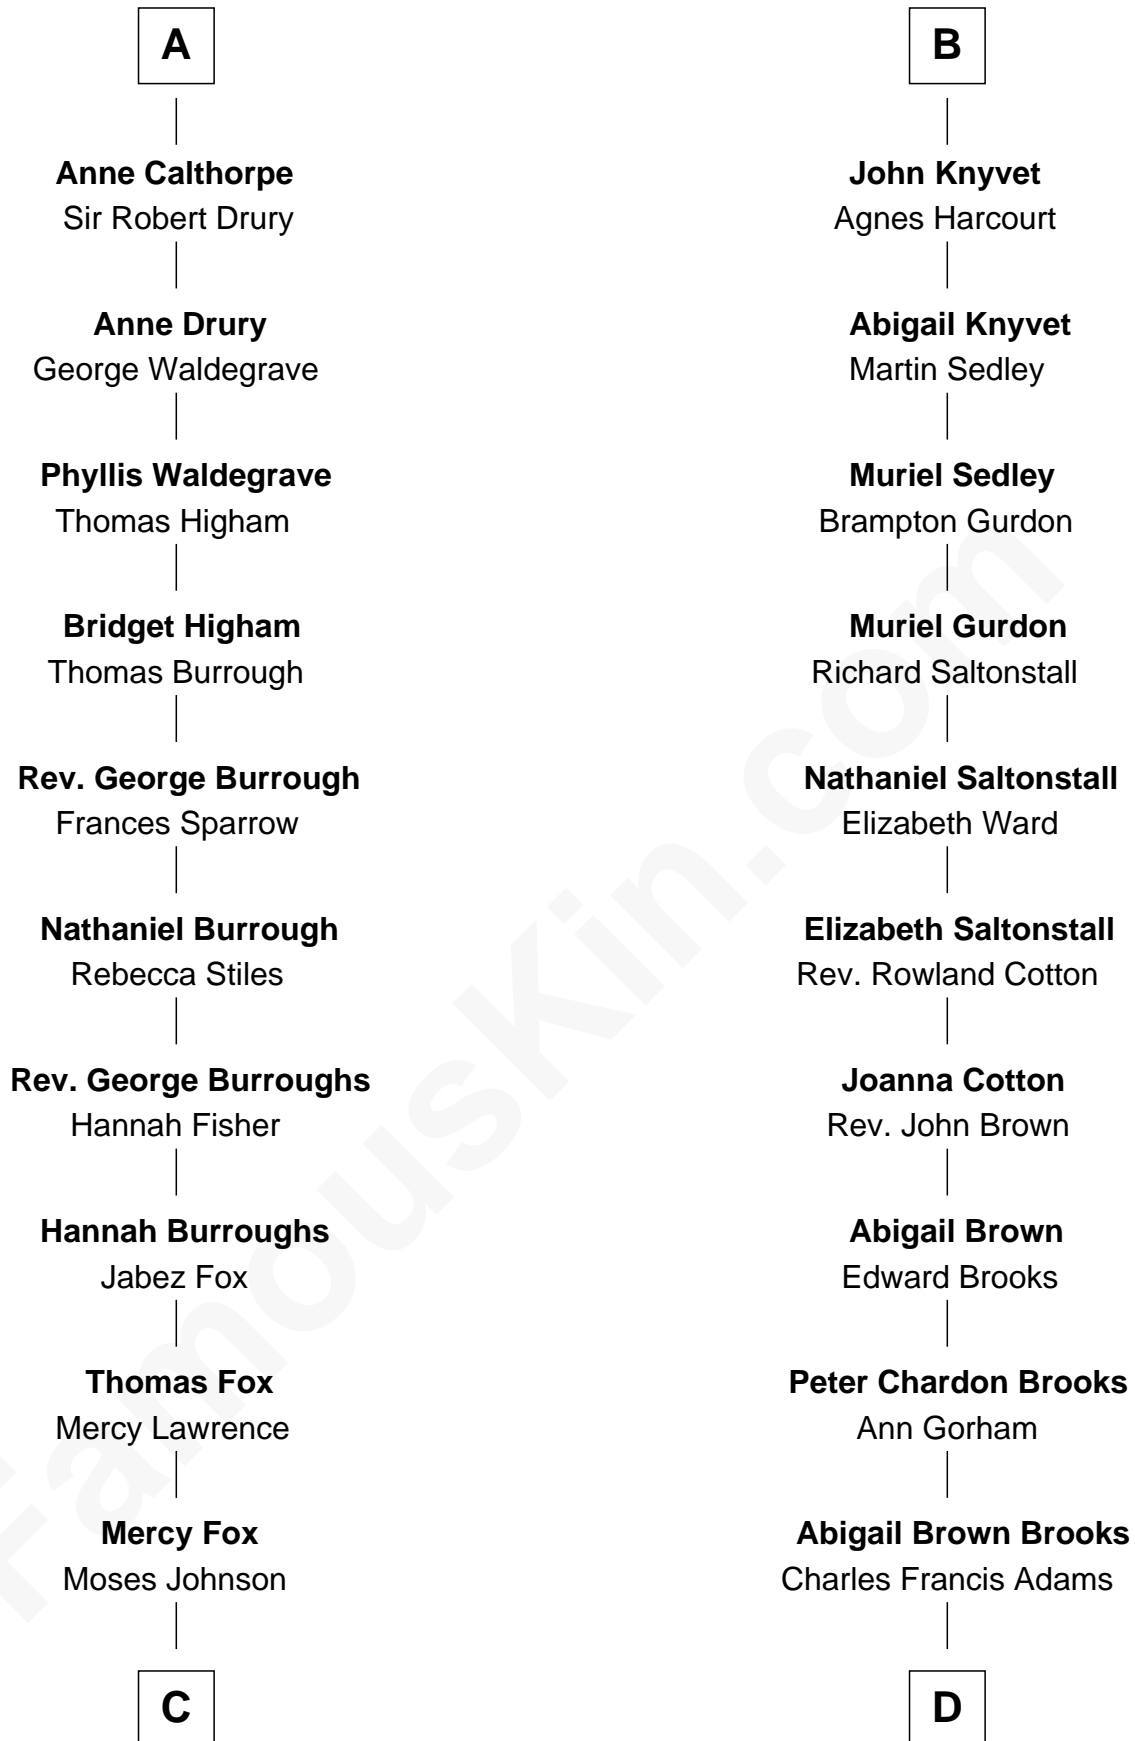 A
Anne Calthorpe
Sir Robert Drury
Anne Drury
George Waldegrave
Phyllis Waldegrave
Thomas Higham
Bridget Higham
Thomas Burrough
Rev. George Burrough
Frances Sparrow
Nathaniel Burrough
Rebecca Stiles
Rev. George Burroughs
Hannah Fisher
Hannah Burroughs
Jabez Fox
Thomas Fox
Mercy Lawrence
Mercy Fox
Moses Johnson
C
B
John Knyvet
Agnes Harcourt
Abigail Knyvet
Martin Sedley
Muriel Sedley
Brampton Gurdon
Muriel Gurdon
Richard Saltonstall
Nathaniel Saltonstall
Elizabeth Ward
Elizabeth Saltonstall
Rev. Rowland Cotton
Joanna Cotton
Rev. John Brown
Abigail Brown
Edward Brooks
Peter Chardon Brooks
Ann Gorham
Abigail Brown Brooks
Charles Francis Adams
D
FamousKin.com